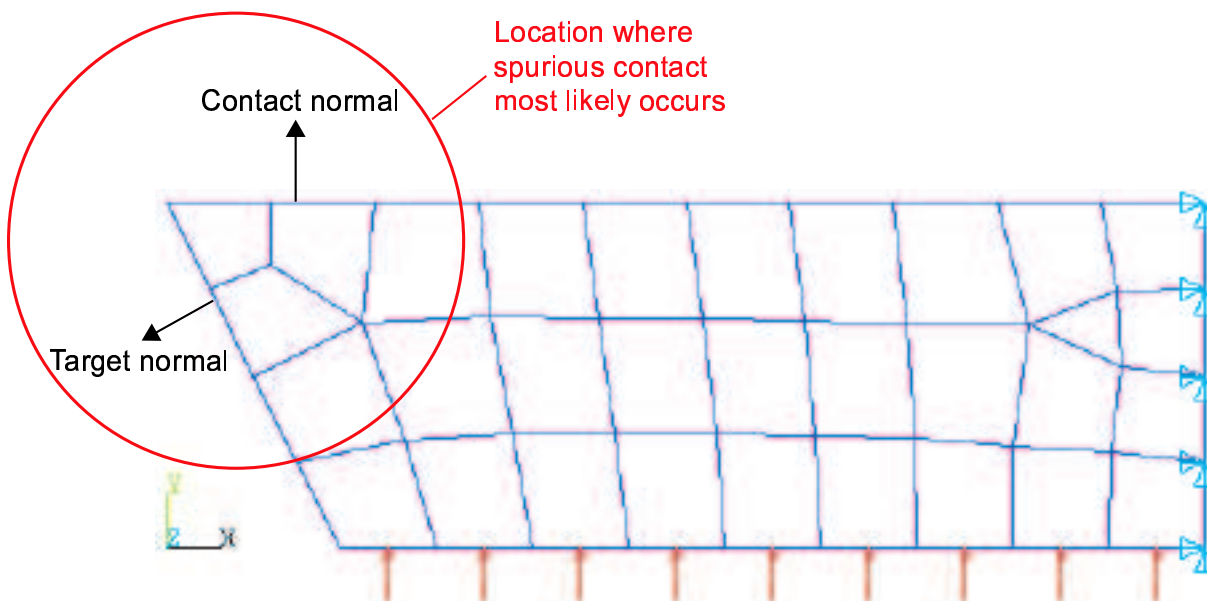 Location where
spurious contact
most likely occurs
Contact normal
Target normal
Y
Z X